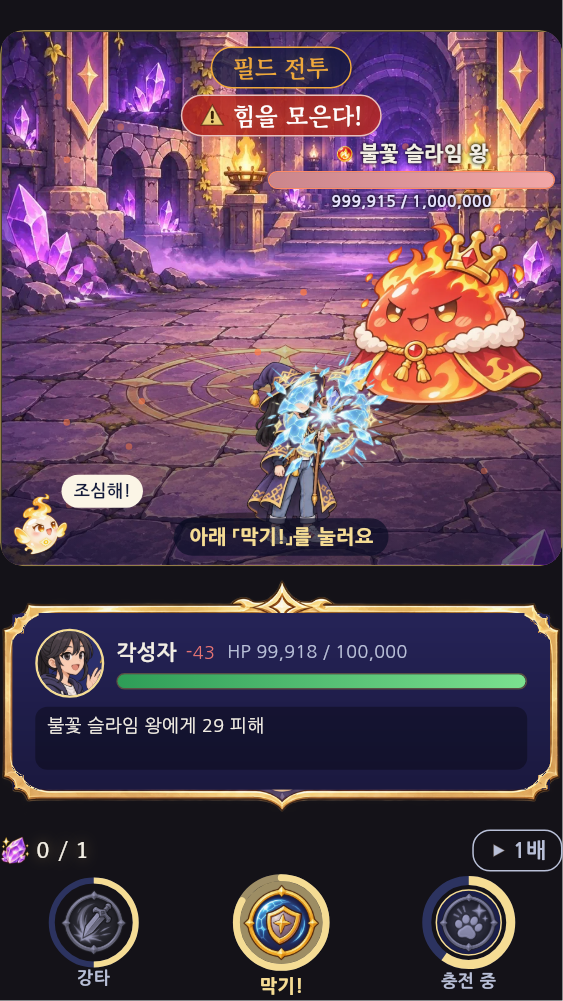 필드 전투
힘을 모은다!
불꽃 슬라임 왕
999,915 / 1,000,000
조심해!
아래 「막기!」를 눌러요
각성자 -43 HP 99,918 / 100,000
불꽃 슬라임 왕에게 29 피해
0 / 1
▶ 1배
강타
막기!
충전 중